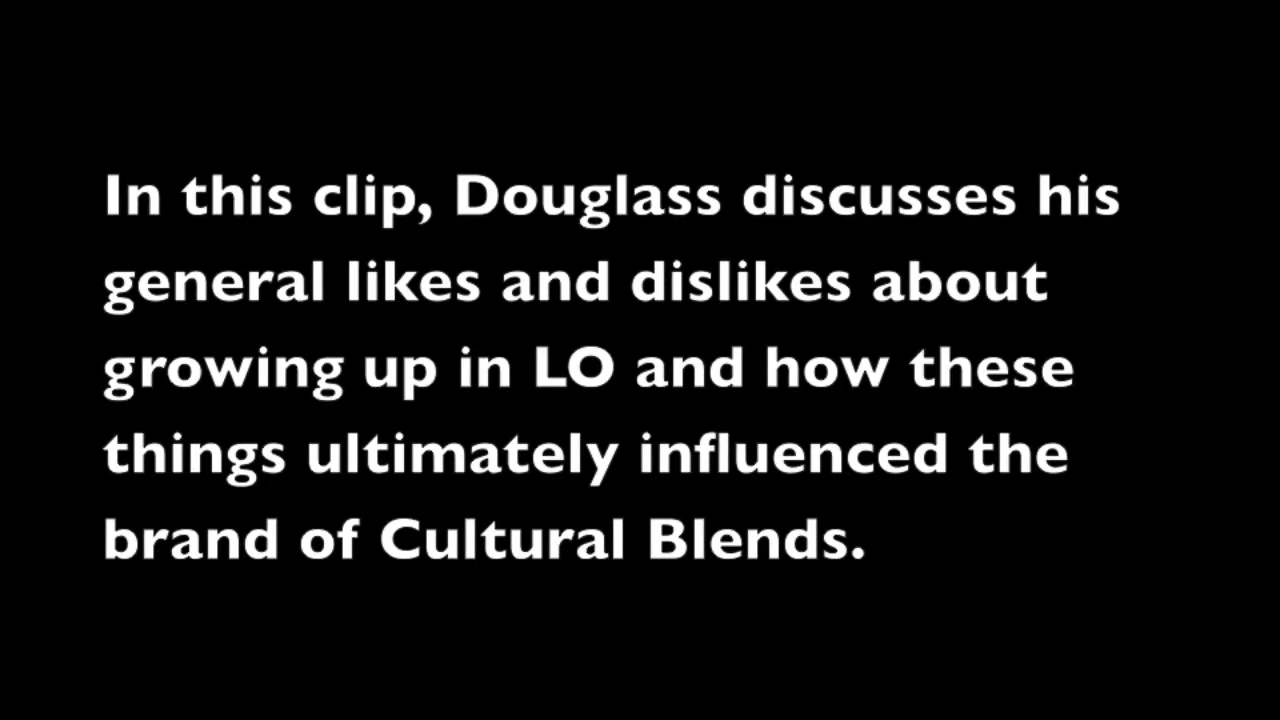 In this clip, Douglass discusses his
general likes and dislikes about
growing up in LO and how these
things ultimately influenced the
brand of Cultural Blends.